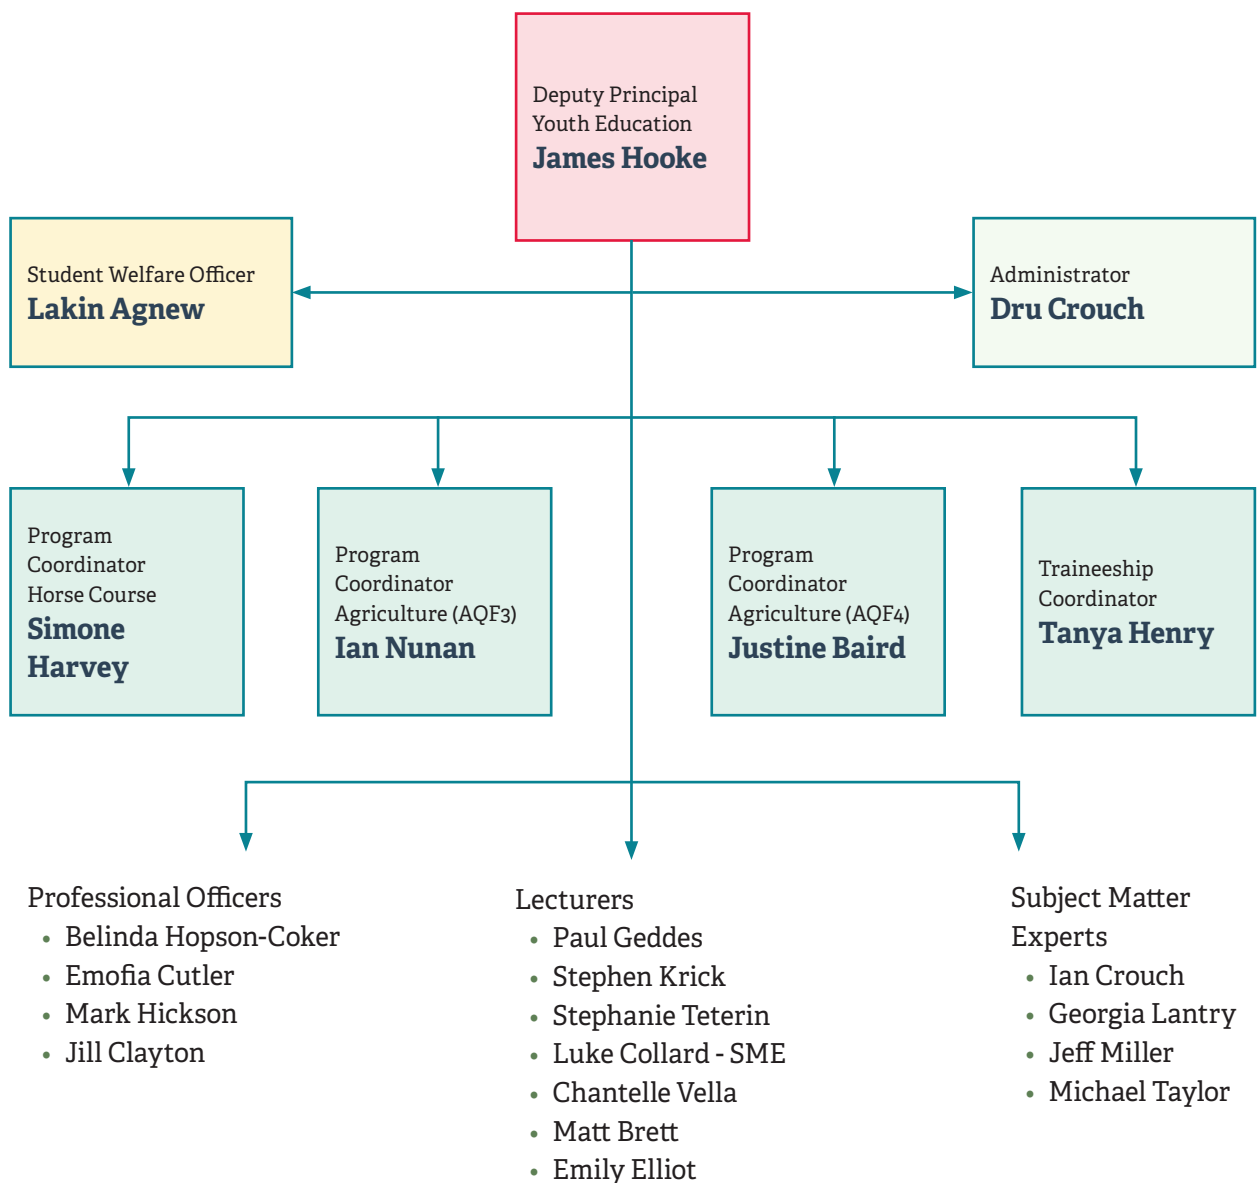 Deputy Principal
Youth Education
James Hooke
Student Welfare Officer
Lakin Agnew
Administrator
Dru Crouch
Program
Coordinator
Horse Course
Simone
Harvey
Program
Coordinator
Agriculture (AQF3)
Ian Nunan
Program
Coordinator
Agriculture (AQF4)
Justine Baird
Traineeship
Coordinator
Tanya Henry
Professional Officers
• Belinda Hopson-Coker
• Emofia Cutler
• Mark Hickson
• Jill Clayton
Lecturers
• Paul Geddes
• Stephen Krick
• Stephanie Teterin
• Luke Collard - SME
• Chantelle Vella
• Matt Brett
• Emily Elliot
Subject Matter
Experts
• Ian Crouch
• Georgia Lantry
• Jeff Miller
• Michael Taylor